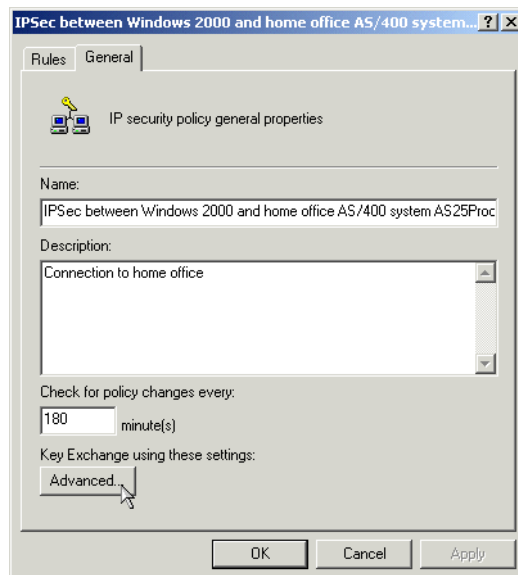 IPSec between Windows 2000 and home office AS/400 system...
Rules General
IP security policy general properties
Name:
IPSec between Windows 2000 and home office AS/400 system AS25Proc
Description:
Connection to home office
Check for policy changes every:
180 minute(s)
Key Exchange using these settings:
Advanced...
OK Cancel Apply